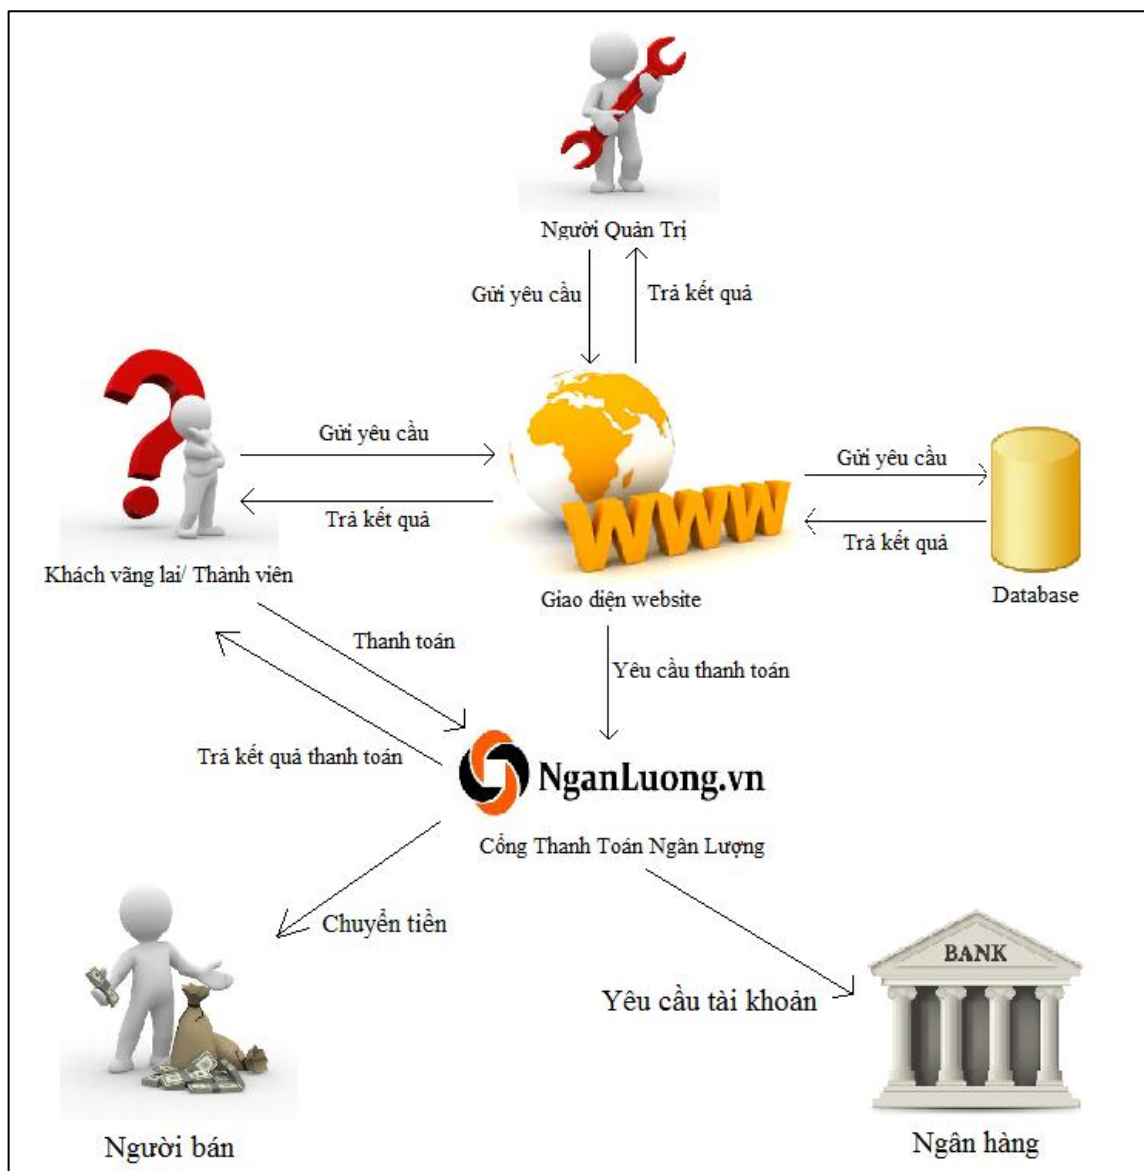 Người Quản Trị
Gửi yêu cầu
Trả kết quả
Gửi yêu cầu
Trả kết quả
Gửi yêu cầu
Trả kết quả
WWW
Khách vãng lai/ Thành viên
Giao diện website
Database
Thanh toán
Yêu cầu thanh toán
Trả kết quả thanh toán
NganLuong.vn
Cổng Thanh Toán Ngân Lượng
Chuyển tiền
BANK
Yêu cầu tài khoản
Người bán
Ngân hàng